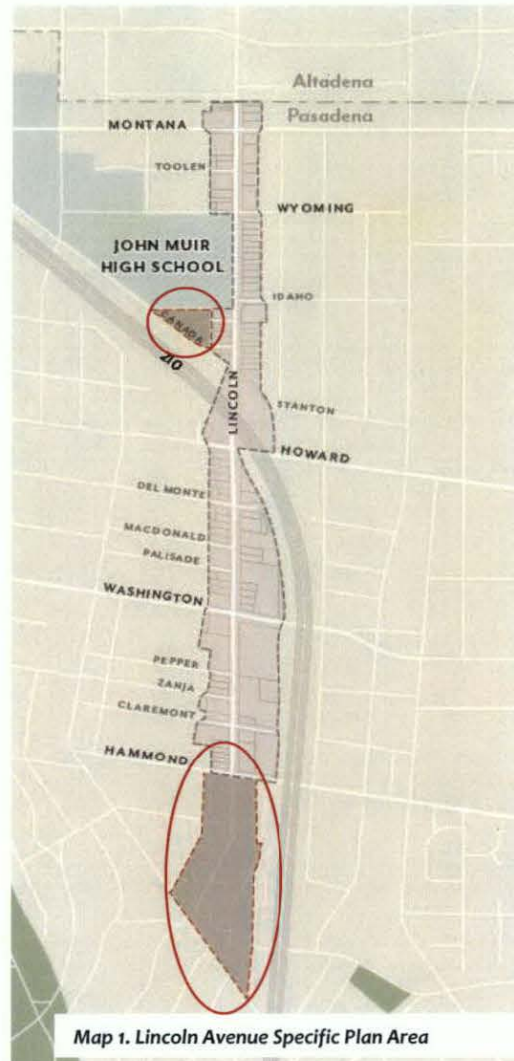 Altadena
Pasadena
MONTANA
TOOLEN
WYOMING
JOHN MUIR
HIGH SCHOOL
IDAHO
CANADA
210
LINCOLN
STANTON
HOWARD
DEL MONTE
MACDONALD
PALISADE
WASHINGTON
PEPPER
ZANJA
CLAREMONT
HAMMOND
Map 1. Lincoln Avenue Specific Plan Area